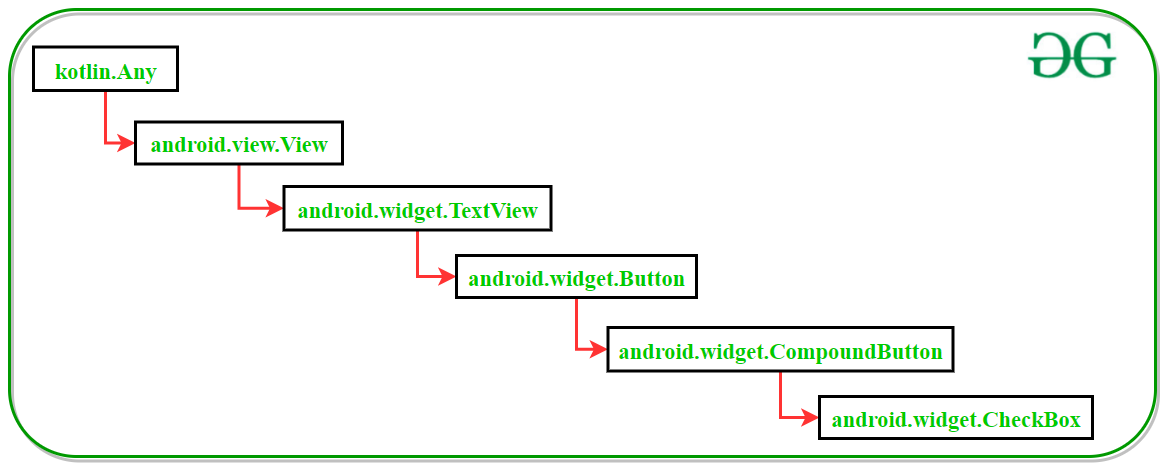 kotlin.Any
android.view.View
android.widget.TextView
android.widget.Button
android.widget.CompoundButton
android.widget.CheckBox